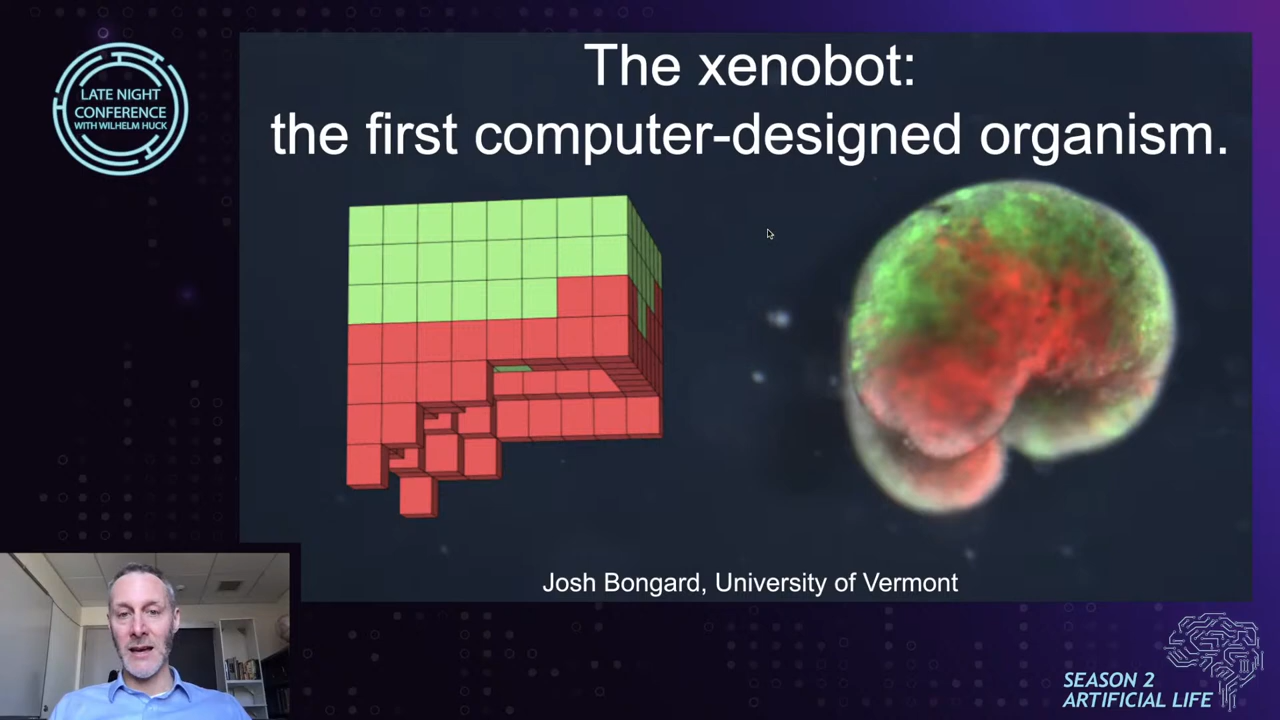 LATE NIGHT
CONFERENCE
WITH WILHELM HUCK
The xenobot:
the first computer-designed organism.
Josh Bongard, University of Vermont
SEASON 2
ARTIFICIAL LIFE